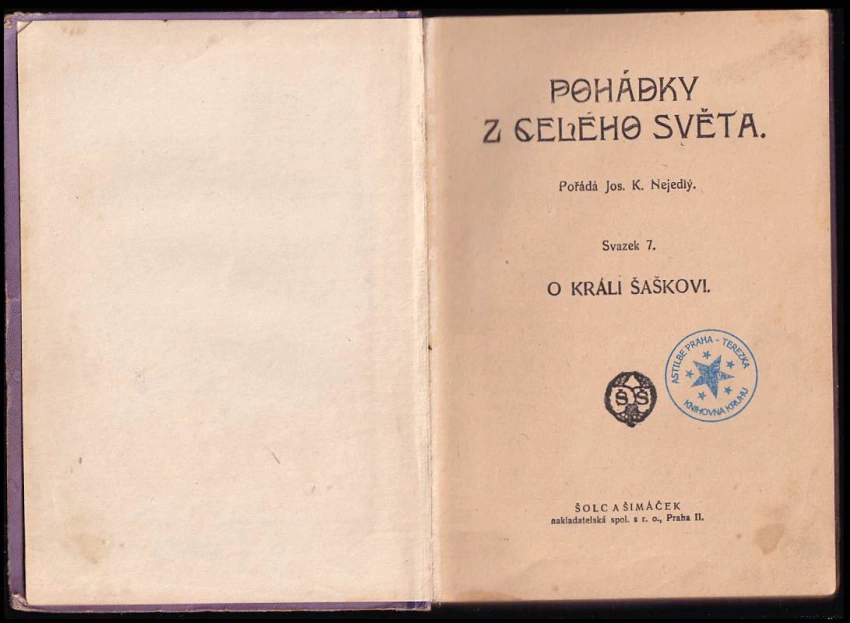 POHÁDKY
Z CELÉHO SVĚTA.
Pořádá Jos. K. Nejedlý.
Svazek 7.
O KRÁLI ŠAŠKOVI.
ASTILBE PRAHA - TEREZKA
KNIHOVNA KRUHU
Š Š
ŠOLC A ŠIMÁČEK
nakladatelská spol. s r. o., Praha II.